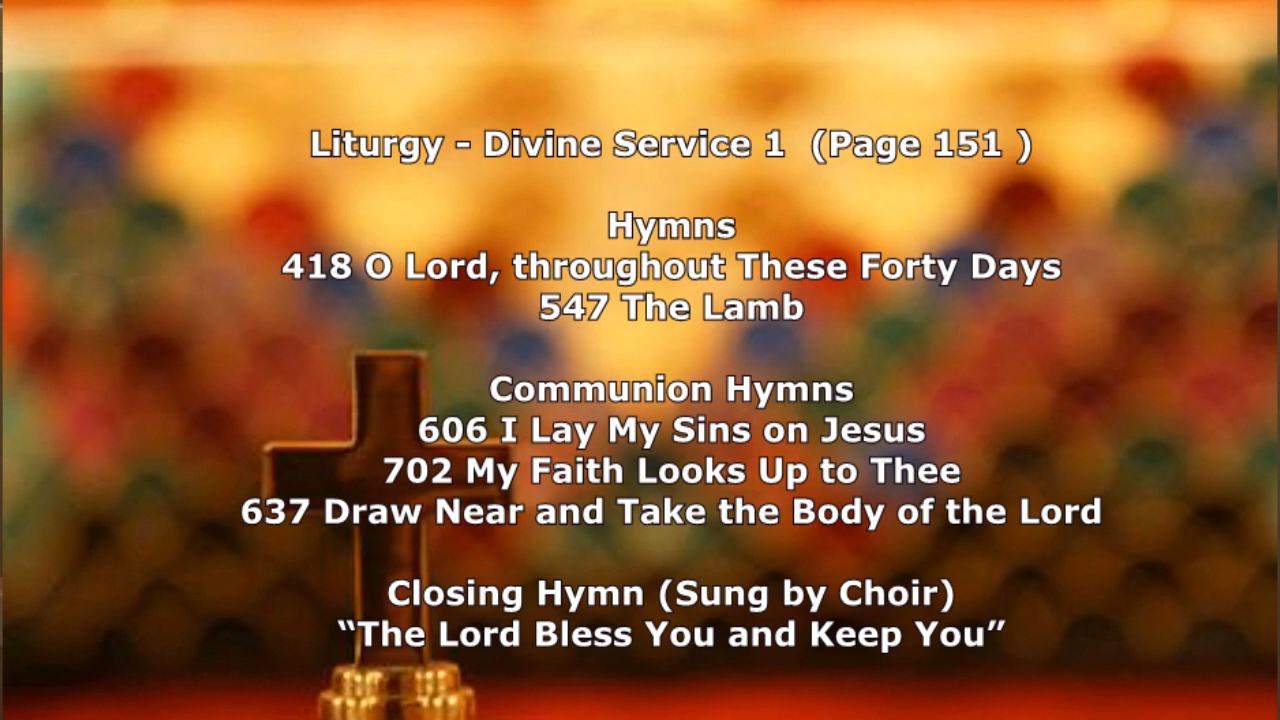 Liturgy - Divine Service 1 (Page 151 )
Hymns
418 O Lord, throughout These Forty Days
547 The Lamb
Communion Hymns
606 I Lay My Sins on Jesus
702 My Faith Looks Up to Thee
637 Draw Near and Take the Body of the Lord
Closing Hymn (Sung by Choir)
“The Lord Bless You and Keep You”